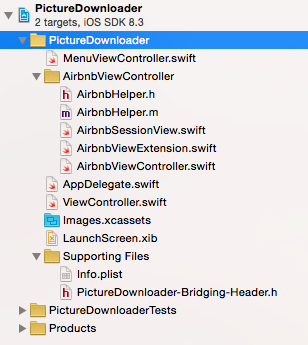 PictureDownloader
2 targets, iOS SDK 8.3
PictureDownloader
MenuViewController.swift
AirbnbViewController
h AirbnbHelper.h
m AirbnbHelper.m
AirbnbSessionView.swift
AirbnbViewExtension.swift
AirbnbViewController.swift
AppDelegate.swift
ViewController.swift
Images.xcassets
LaunchScreen.xib
Supporting Files
Info.plist
h PictureDownloader-Bridging-Header.h
PictureDownloaderTests
Products